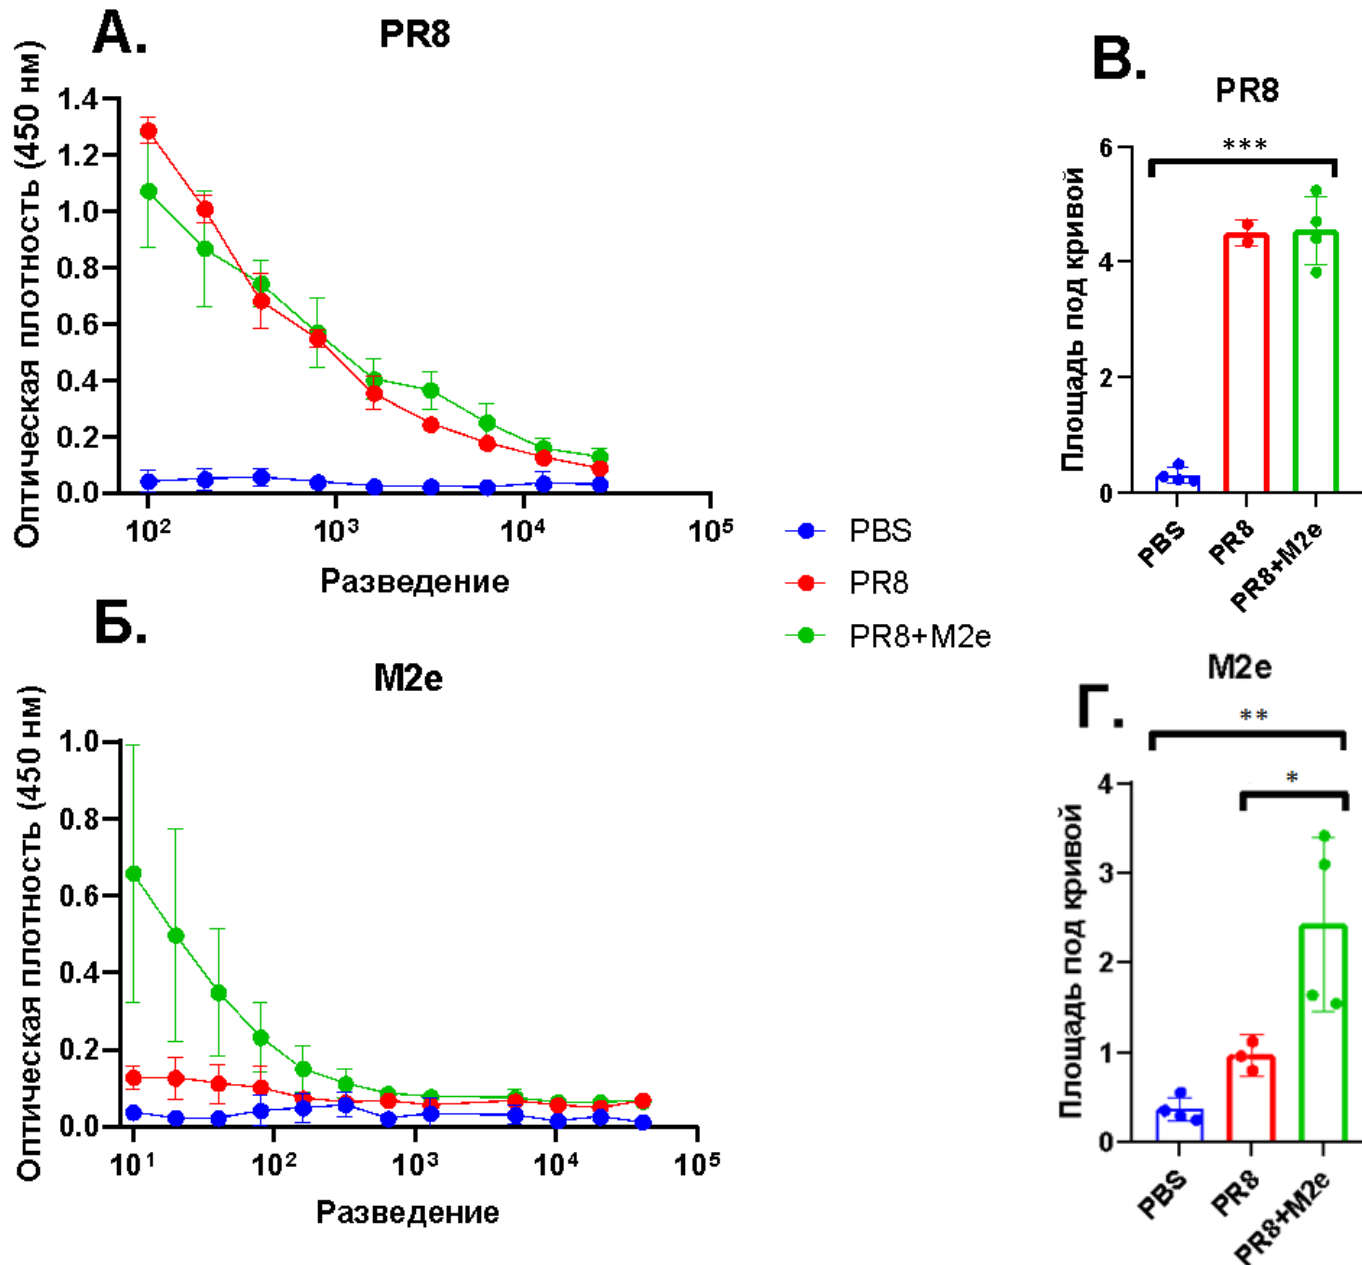 А.
PR8
Оптическая плотность (450 нм)
1.4
1.2
1.0
0.8
0.6
0.4
0.2
0.0
10²
10³
10⁴
10⁵
Разведение
Б.
M2e
Оптическая плотность (450 нм)
1.0
0.8
0.6
0.4
0.2
0.0
10¹
10²
10³
10⁴
10⁵
Разведение
PBS
PR8
PR8+M2e
В.
PR8
***
Площадь под кривой
6
4
2
0
PBS
PR8
PR8+M2e
M2e
Г.
**
*
Площадь под кривой
4
3
2
1
0
PBS
PR8
PR8+M2e